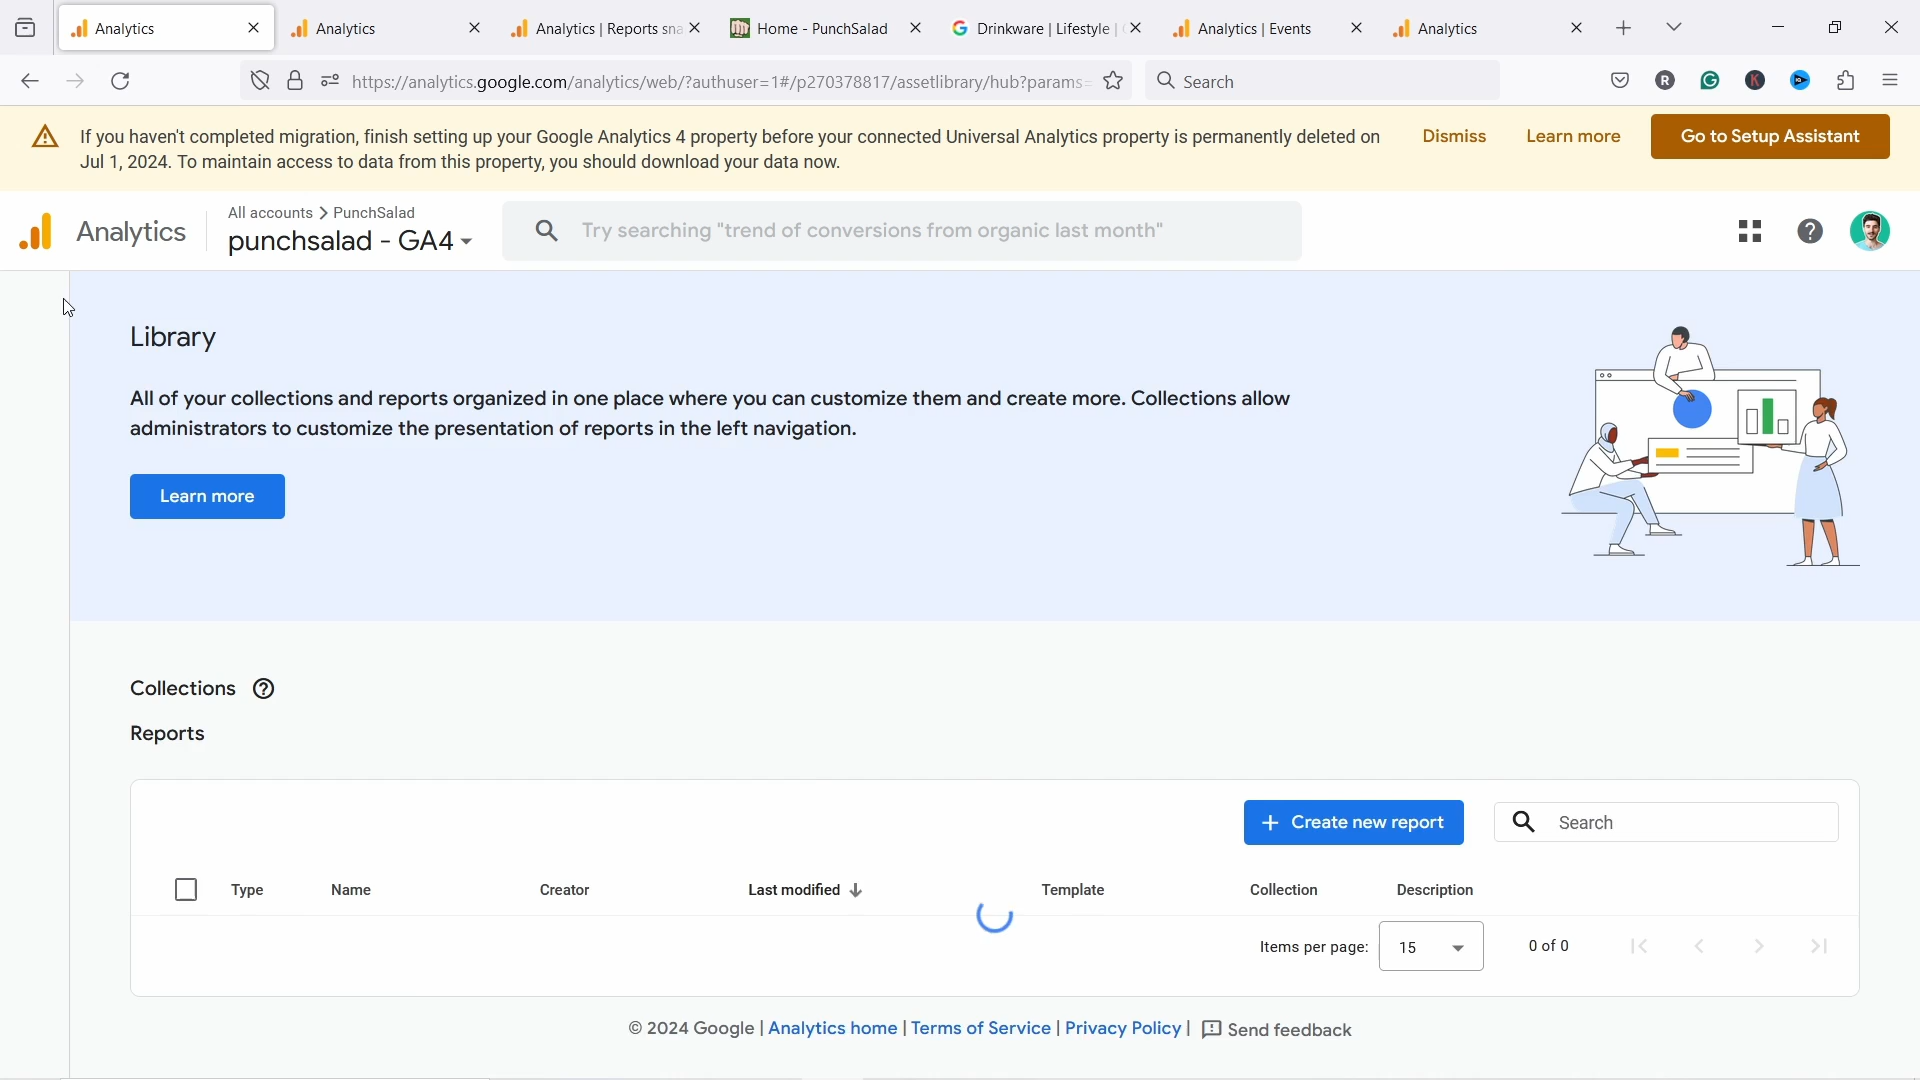 Analytics
Analytics
Analytics | Reports sna
Home - PunchSalad
Drinkware | Lifestyle |
Analytics | Events
Analytics
https://analytics.google.com/analytics/web/?authuser=1#/p270378817/assetlibrary/hub?params=
Search
If you haven't completed migration, finish setting up your Google Analytics 4 property before your connected Universal Analytics property is permanently deleted on
Jul 1, 2024. To maintain access to data from this property, you should download your data now.
Dismiss
Learn more
Go to Setup Assistant
Analytics
All accounts > PunchSalad
punchsalad - GA4
Try searching "trend of conversions from organic last month"
Library
All of your collections and reports organized in one place where you can customize them and create more. Collections allow
administrators to customize the presentation of reports in the left navigation.
Learn more
Collections
Reports
+ Create new report
Search
Type Name Creator Last modified Template Collection Description
Items per page: 15 0 of 0
© 2024 Google | Analytics home | Terms of Service | Privacy Policy | Send feedback